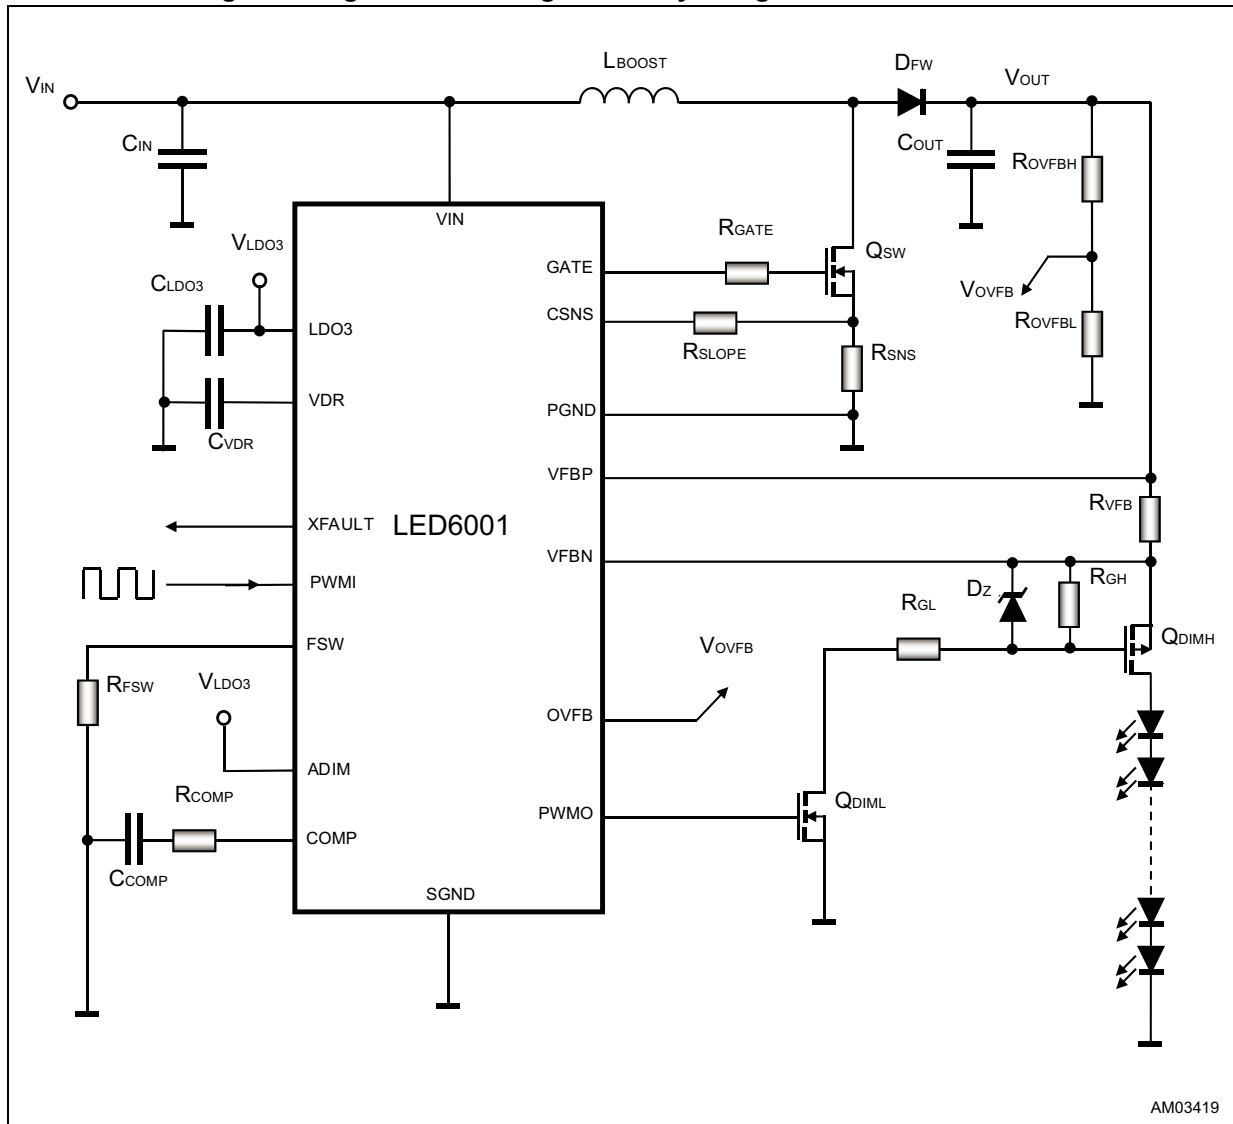 LBOOST
DFW
VOUT
VIN
CIN
COUT
ROVFBH
VIN
RGATE
VLDO3
QSW
GATE
CLDO3
VOVFB
CSNS
LDO3
ROVFBL
RSLOPE
RSNS
VDR
PGND
CVDR
VFBP
RVFB
XFAULT
LED6001
VFBN
PWMI
DZ
RGH
RGL
FSW
QDIMH
VOVFB
RFSW
VLDO3
OVFB
ADIM
RCOMP
QDIML
PWMO
COMP
CCOMP
SGND
AM03419